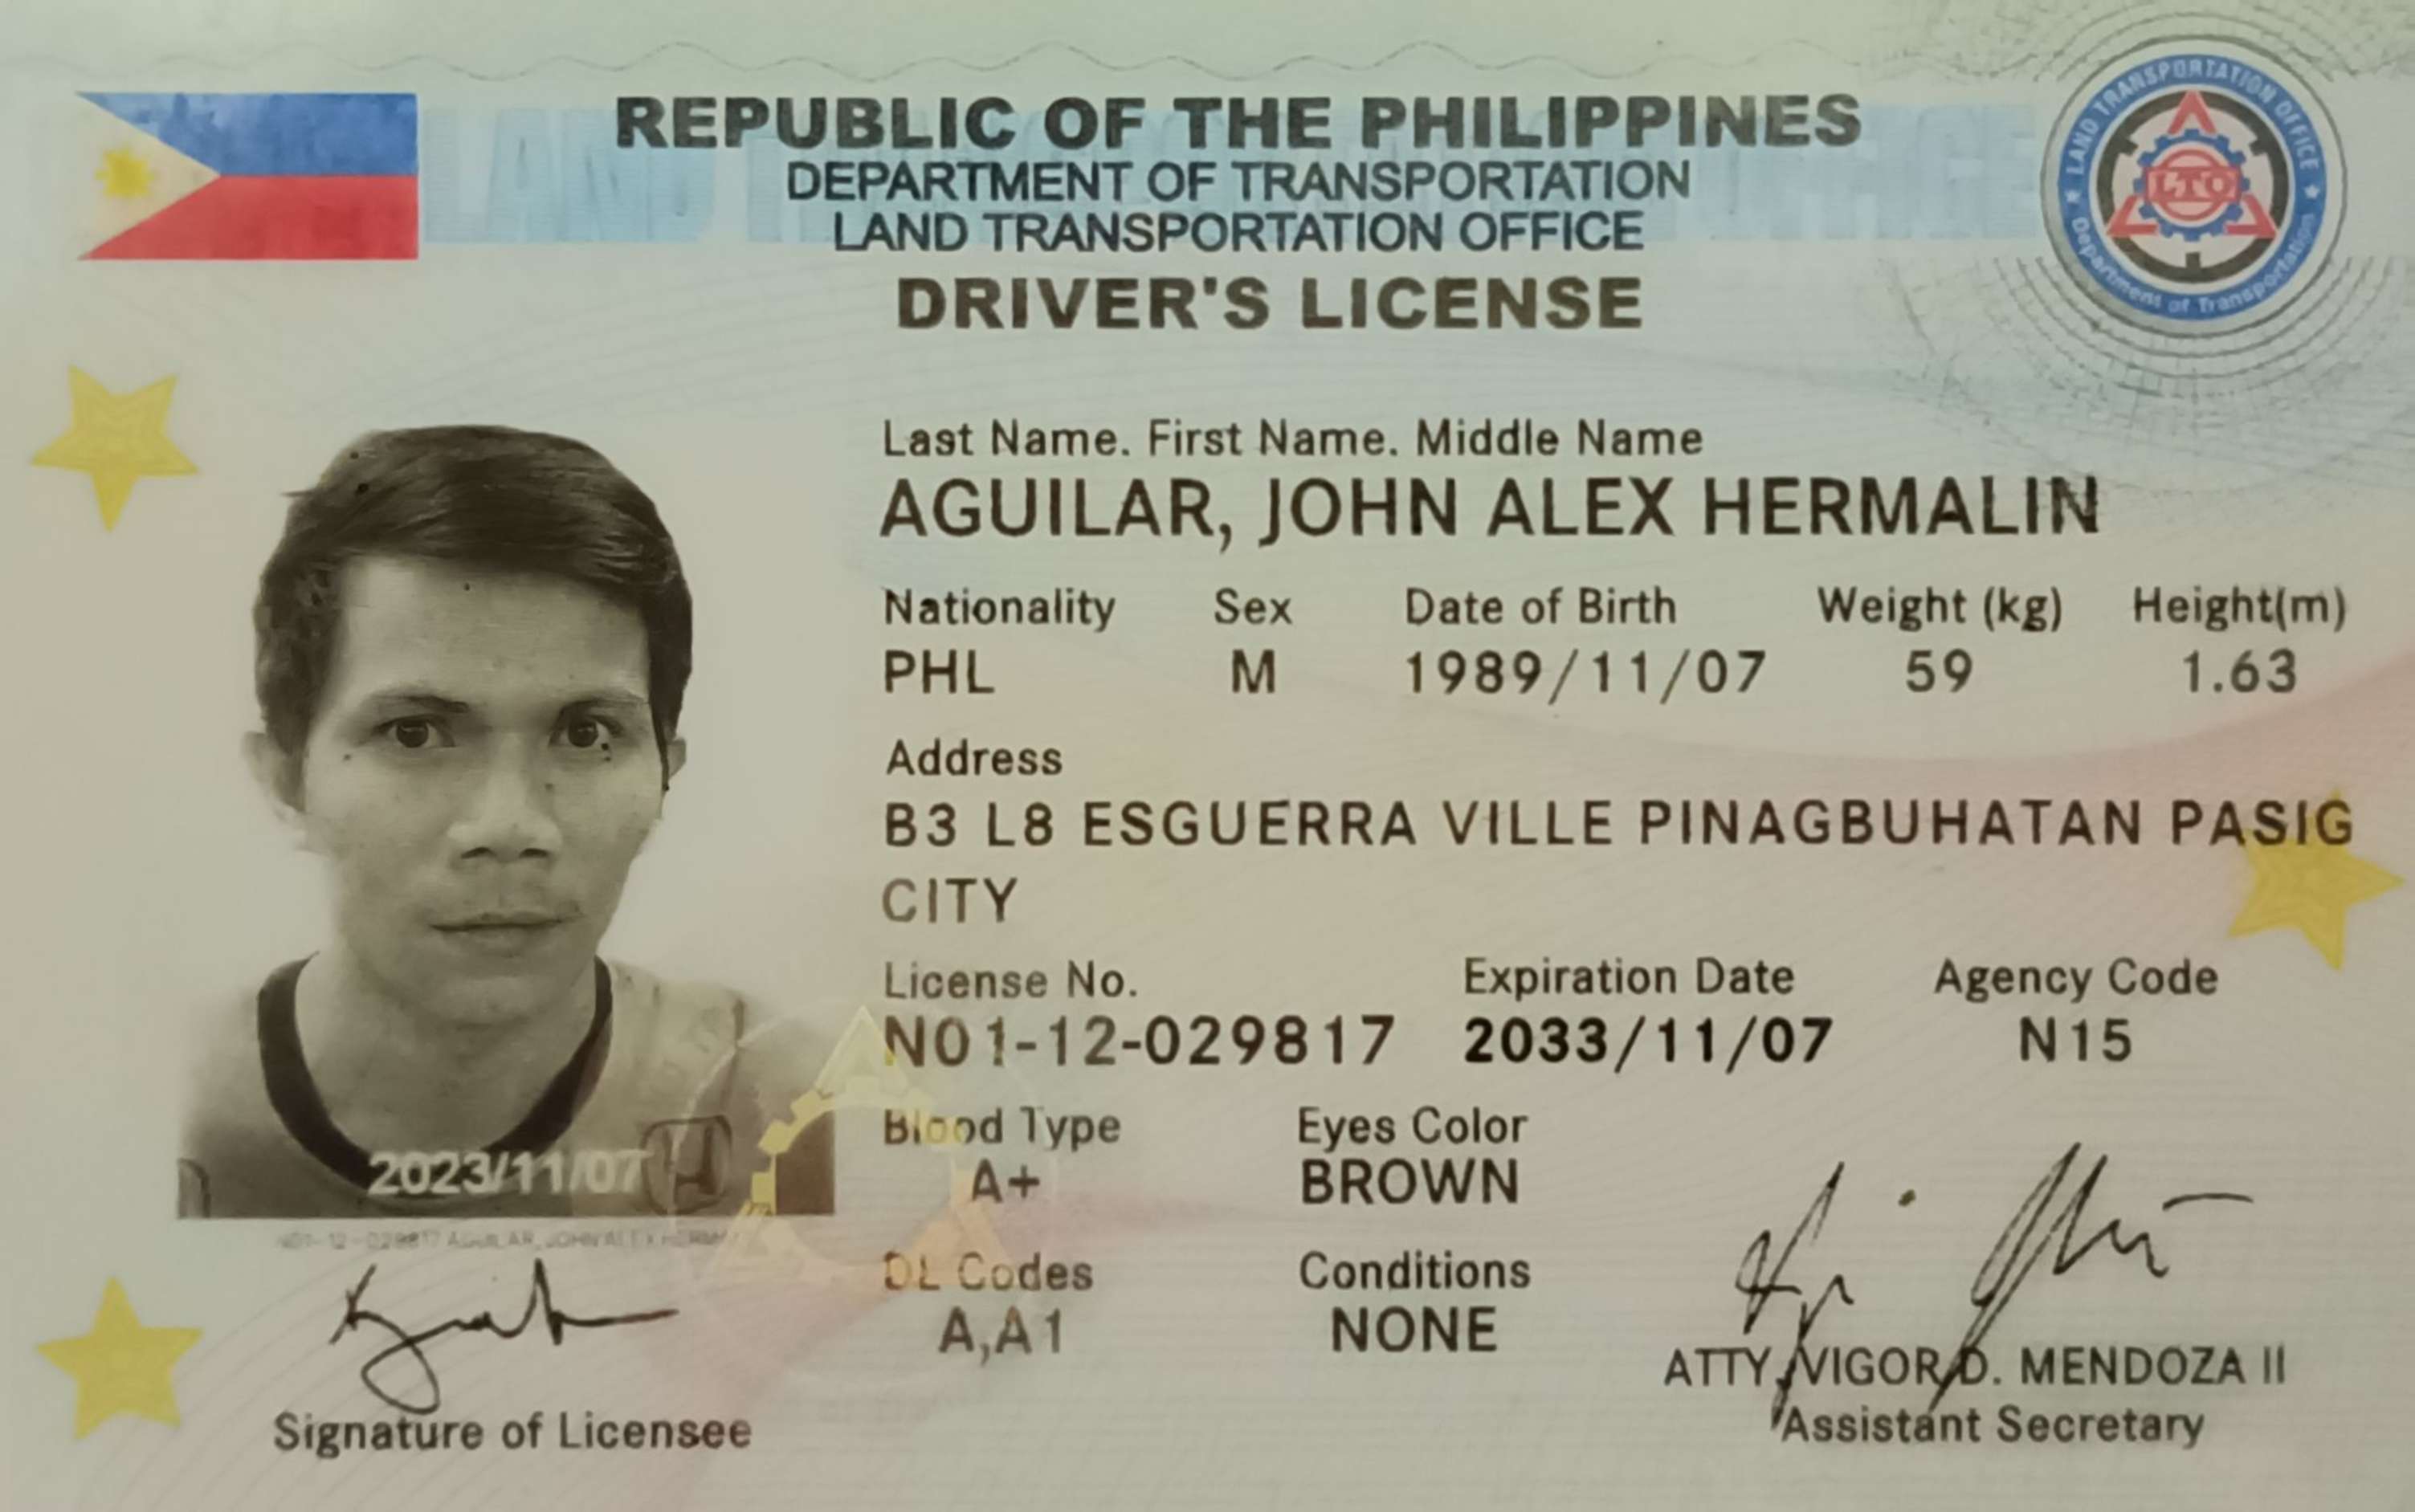 REPUBLIC OF THE PHILIPPINES
DEPARTMENT OF TRANSPORTATION
LAND TRANSPORTATION OFFICE
DRIVER'S LICENSE
LAND TRANSPORTATION OFFICE
LTO
Department of Transportation
Last Name. First Name. Middle Name
AGUILAR, JOHN ALEX HERMALIN
Nationality Sex Date of Birth Weight (kg) Height(m)
PHL M 1989/11/07 59 1.63
Address
B3 L8 ESGUERRA VILLE PINAGBUHATAN PASIG
CITY
License No. Expiration Date Agency Code
N01-12-029817 2033/11/07 N15
Blood Type Eyes Color
A+ BROWN
DL Codes Conditions
A,A1 NONE
2023/11/07
N01-12-029817 AGUILAR, JOHN ALEX
Signature of Licensee
ATTY. VIGOR D. MENDOZA II
Assistant Secretary